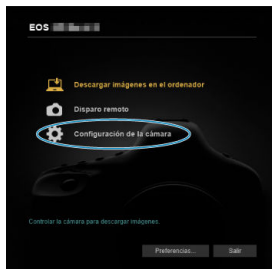 EOS
Descargar imágenes en el ordenador
Disparo remoto
Configuración de la cámara
Controlar la cámara para descargar imágenes.
Preferencias... Salir